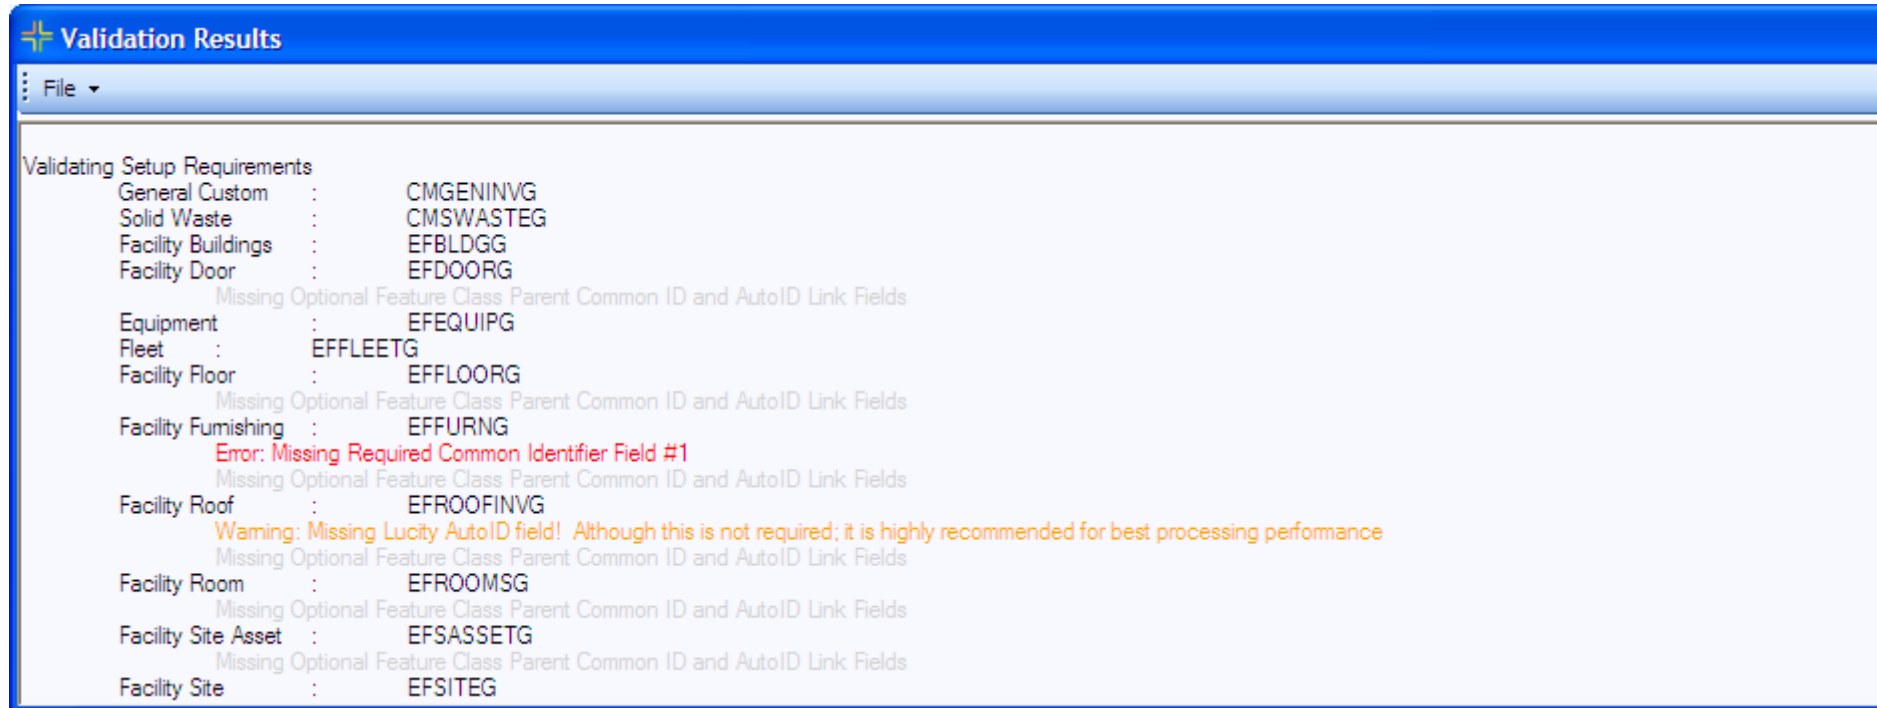 Validation Results
File
Validating Setup Requirements
General Custom : CMGENINVG
Solid Waste : CMSWASTEG
Facility Buildings : EFBLDGG
Facility Door : EFDOORG
Missing Optional Feature Class Parent Common ID and AutoID Link Fields
Equipment : EFEQUIPG
Fleet : EFFLEETG
Facility Floor : EFFLOORG
Missing Optional Feature Class Parent Common ID and AutoID Link Fields
Facility Furnishing : EFFURNG
Error: Missing Required Common Identifier Field #1
Missing Optional Feature Class Parent Common ID and AutoID Link Fields
Facility Roof : EFROOFINVG
Warning: Missing Lucity AutoID field! Although this is not required; it is highly recommended for best processing performance
Missing Optional Feature Class Parent Common ID and AutoID Link Fields
Facility Room : EFROOMSG
Missing Optional Feature Class Parent Common ID and AutoID Link Fields
Facility Site Asset : EFSASSETG
Missing Optional Feature Class Parent Common ID and AutoID Link Fields
Facility Site : EFSITEG